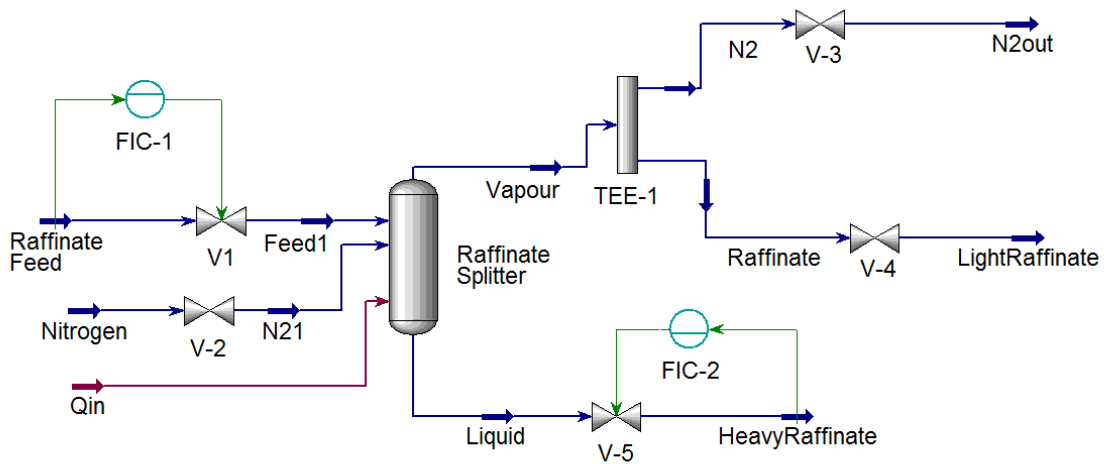 N2
V-3
N2out
FIC-1
Vapour
TEE-1
Raffinate
Feed
V1
Feed1
Raffinate
Splitter
Raffinate
V-4
LightRaffinate
Nitrogen
V-2
N21
FIC-2
Qin
Liquid
V-5
HeavyRaffinate